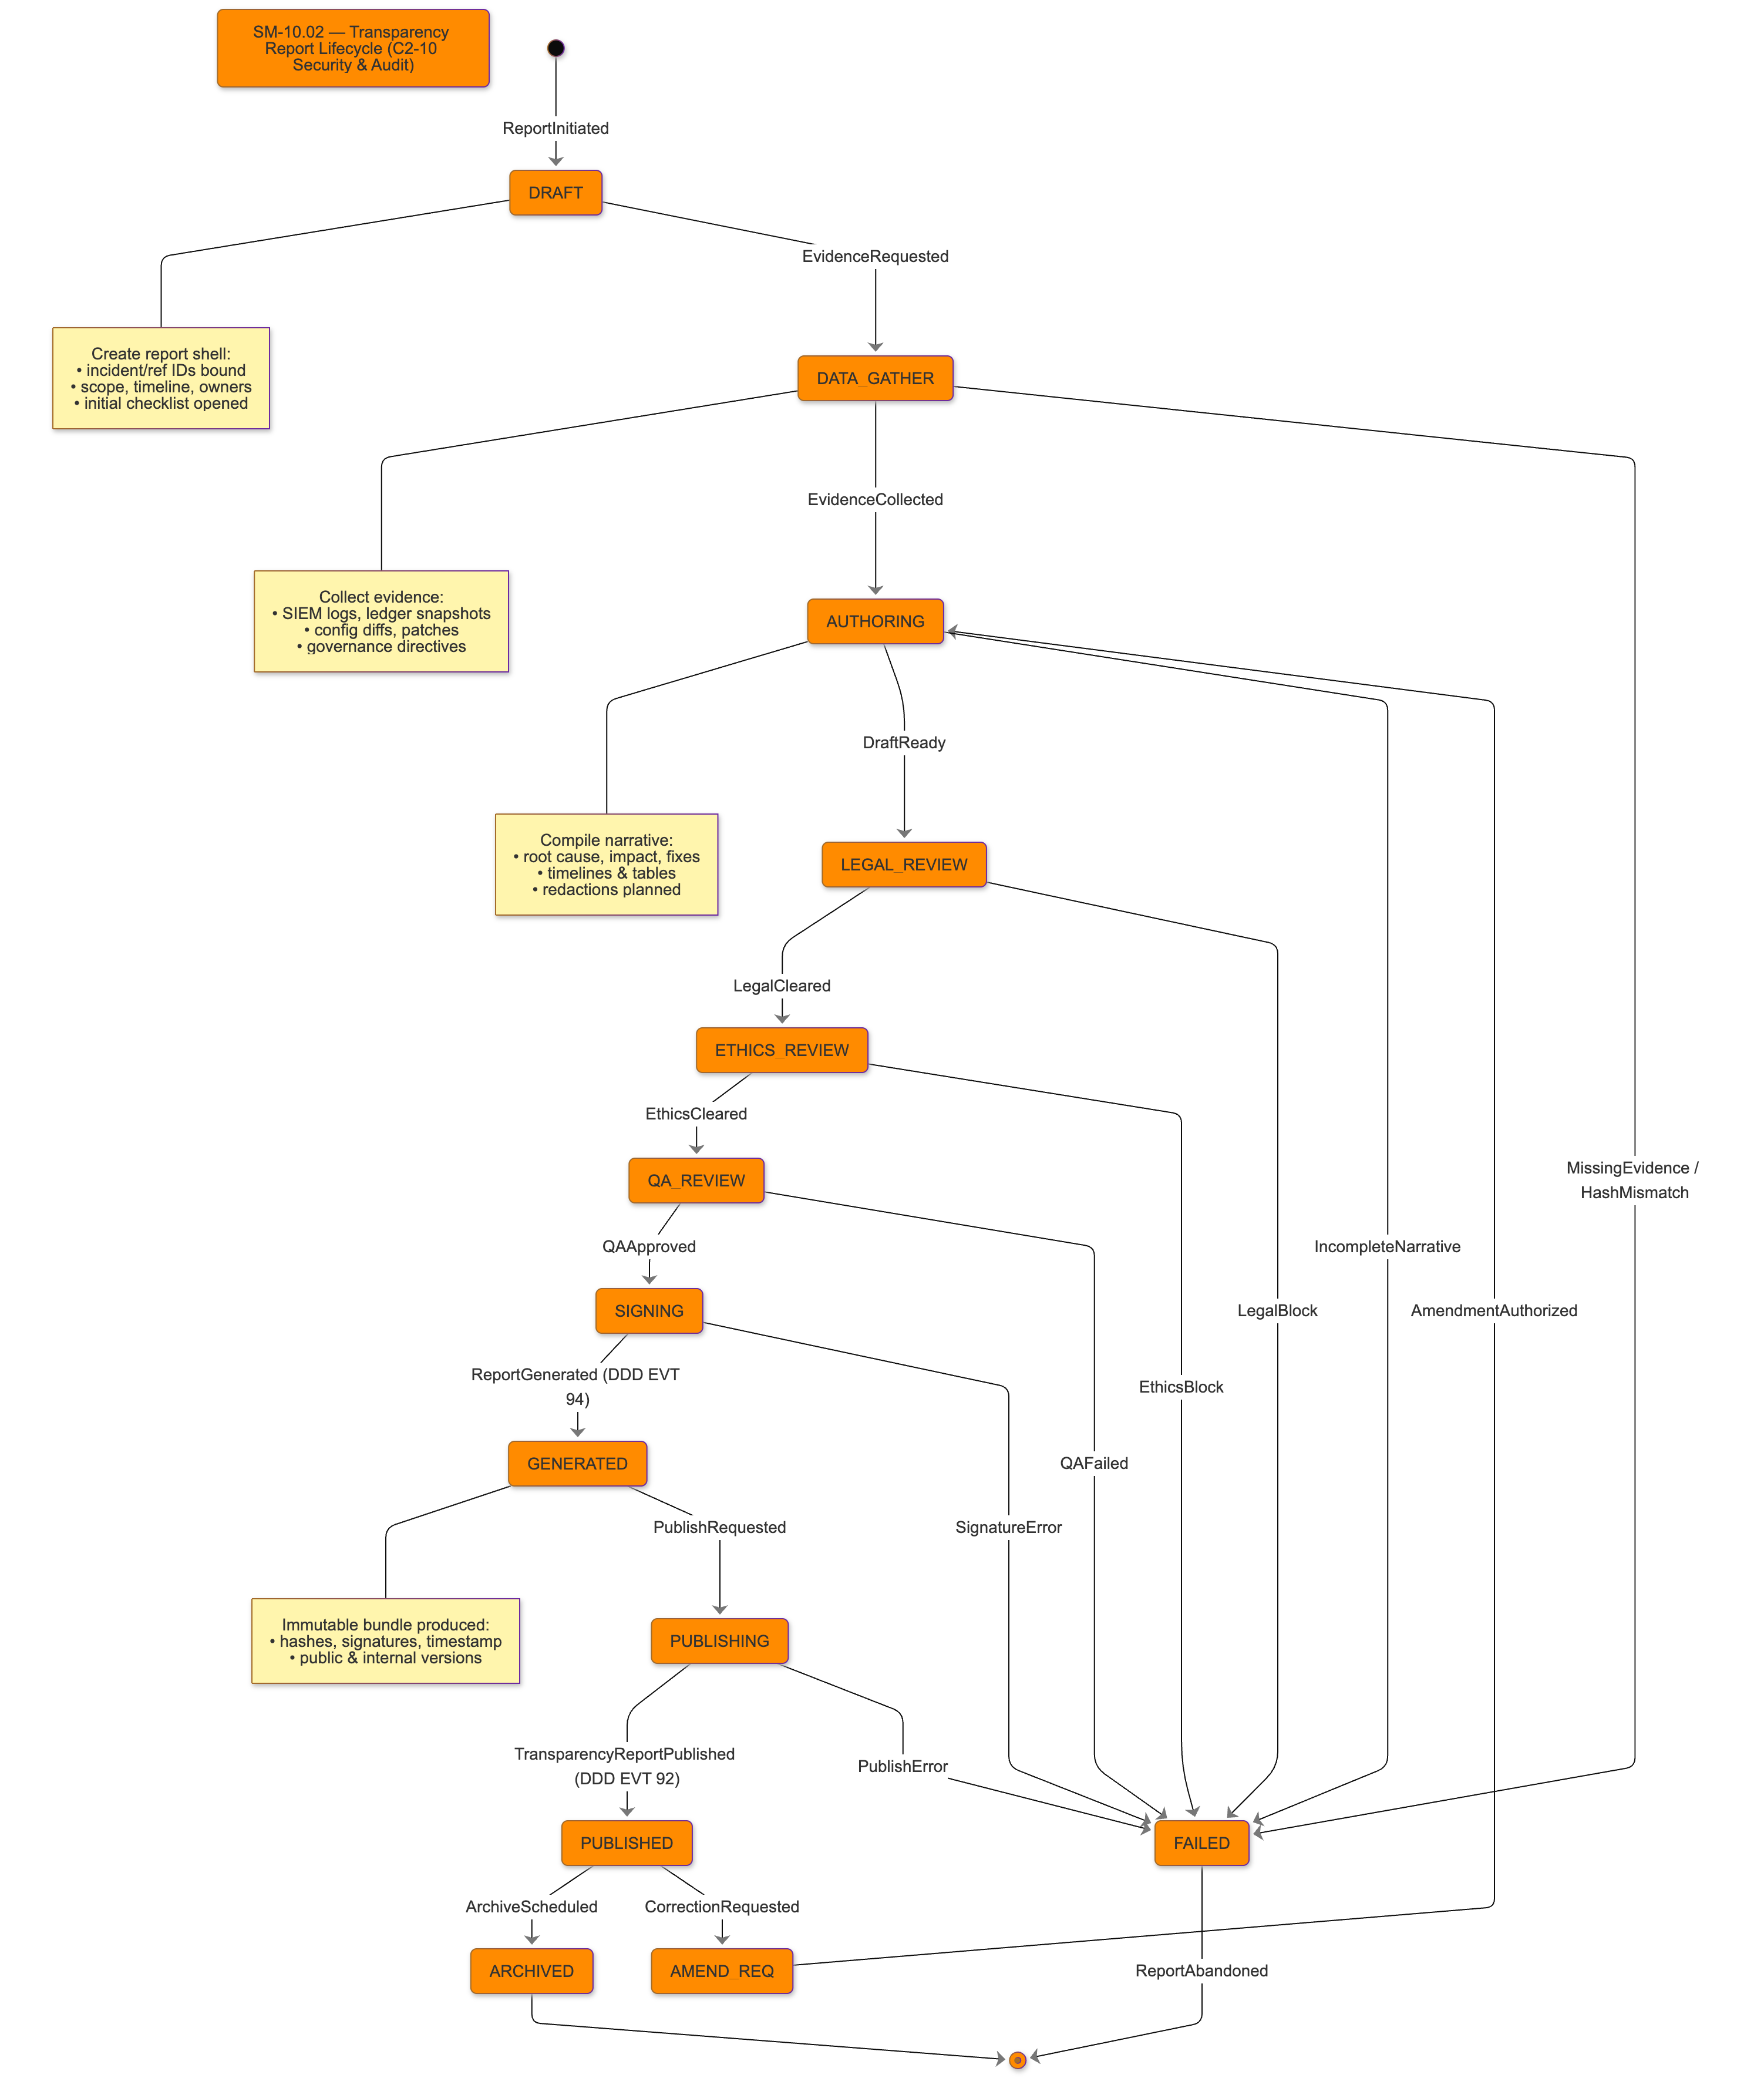 SM-10.02 — Transparency
Report Lifecycle (C2-10
Security & Audit)
ReportInitiated
DRAFT
EvidenceRequested
Create report shell:
• incident/ref IDs bound
• scope, timeline, owners
• initial checklist opened
DATA_GATHER
EvidenceCollected
Collect evidence:
• SIEM logs, ledger snapshots
• config diffs, patches
• governance directives
AUTHORING
DraftReady
Compile narrative:
• root cause, impact, fixes
• timelines & tables
• redactions planned
LEGAL_REVIEW
LegalCleared
ETHICS_REVIEW
EthicsCleared
QA_REVIEW
MissingEvidence /
HashMismatch
QAApproved
IncompleteNarrative
SIGNING
LegalBlock
AmendmentAuthorized
ReportGenerated (DDD EVT
94)
EthicsBlock
GENERATED
QAFailed
PublishRequested
SignatureError
Immutable bundle produced:
• hashes, signatures, timestamp
• public & internal versions
PUBLISHING
TransparencyReportPublished
(DDD EVT 92)
PublishError
PUBLISHED
FAILED
ArchiveScheduled
CorrectionRequested
ARCHIVED
AMEND_REQ
ReportAbandoned